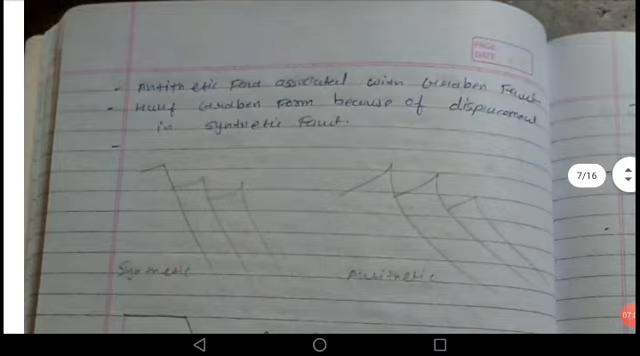 PAGE
DATE
- Antithetic Fault associated with Graben Fault
- Half Graben Form because of displacement
in synthetic Fault.
-
7/16
Synthetic
Antithetic